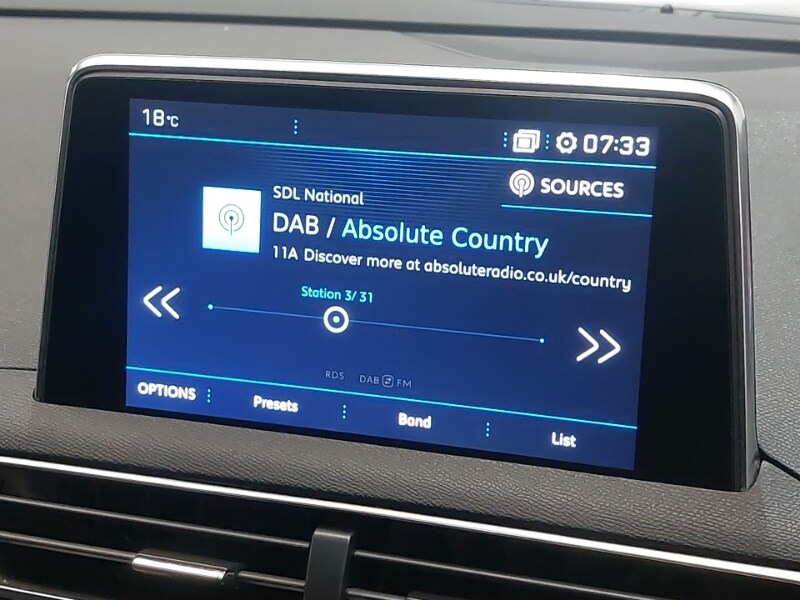 18°C
07:33
SOURCES
SDL National
DAB / Absolute Country
11A Discover more at absoluteradio.co.uk/country
Station 3/ 31
RDS DAB FM
OPTIONS Presets Band List